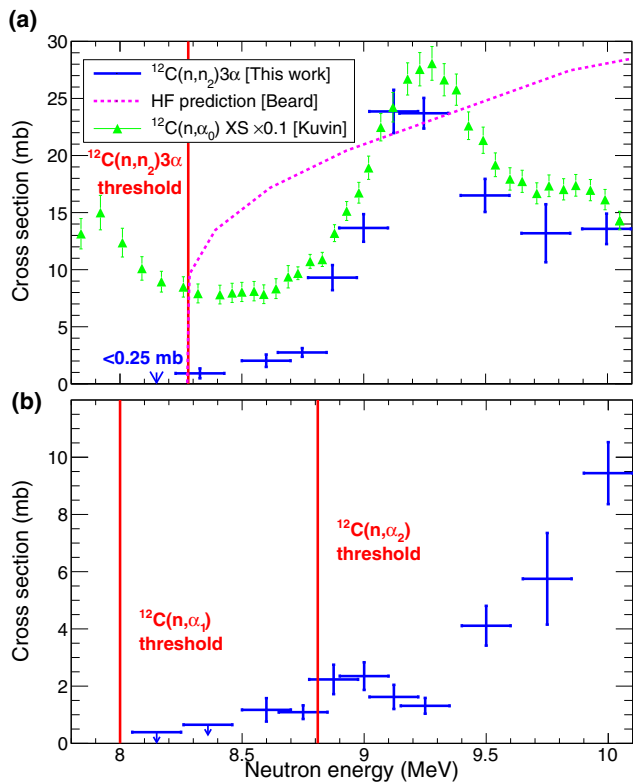 (a)
30
25
20
15
10
5
0
Cross section (mb)
¹²C(n,n₂)3α [This work]
HF prediction [Beard]
¹²C(n,α₀) XS ×0.1 [Kuvin]
¹²C(n,n₂)3α
threshold
<0.25 mb
(b)
10
8
6
4
2
0
Cross section (mb)
¹²C(n,α₂)
threshold
¹²C(n,α₁)
threshold
8 8.5 9 9.5 10
Neutron energy (MeV)